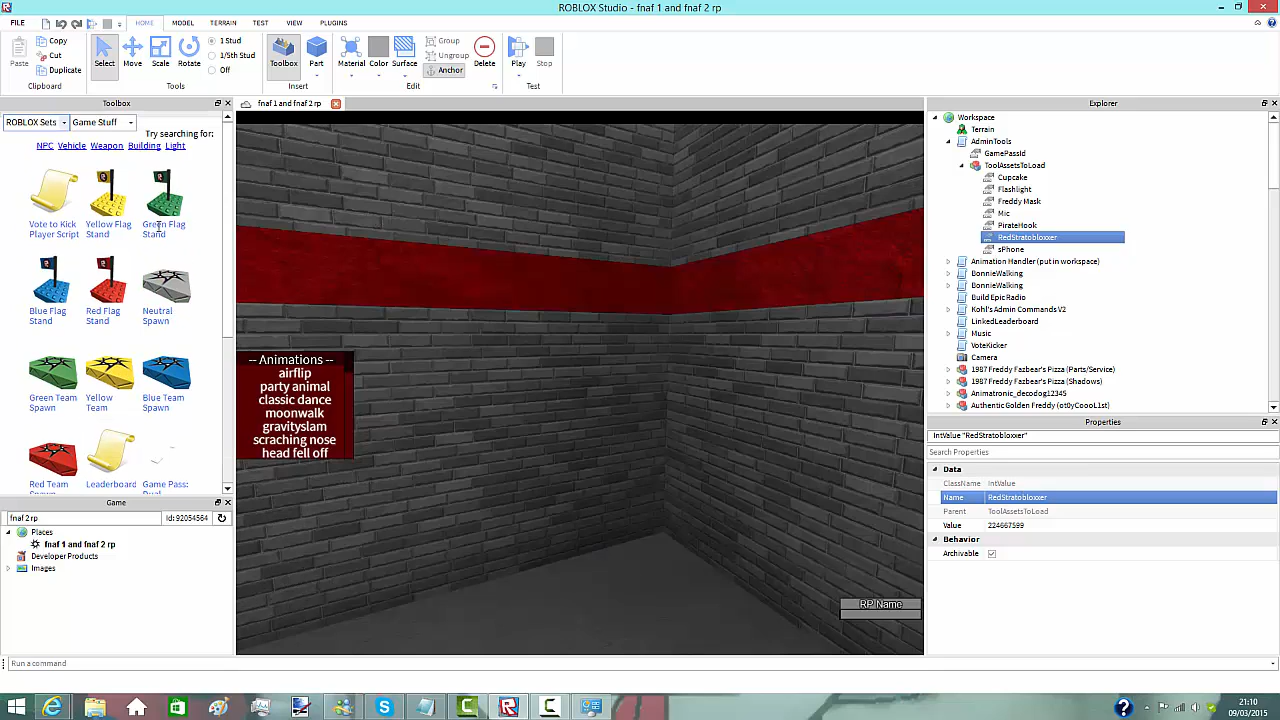 ROBLOX Studio - fnaf 1 and fnaf 2 rp
FILE
HOME
MODEL
TERRAIN
TEST
VIEW
PLUGINS
Paste
Copy
Cut
Duplicate
Clipboard
Select
Move
Scale
Rotate
1 Stud
1/5th Stud
Off
Tools
Toolbox
Part
Insert
Material
Color
Surface
Group
Ungroup
Anchor
Delete
Edit
Play
Stop
Test
Toolbox
ROBLOX Sets
Game Stuff
Try searching for:
NPC Vehicle Weapon Building Light
Vote to Kick
Player Script
Yellow Flag
Stand
Green Flag
Stand
Blue Flag
Stand
Red Flag
Stand
Neutral
Spawn
Green Team
Spawn
Yellow
Team
Blue Team
Spawn
Red Team
Spawn
Leaderboard
Game Pass:
Game
fnaf 2 rp
Id: 92054564
Places
fnaf 1 and fnaf 2 rp
Developer Products
Images
fnaf 1 and fnaf 2 rp
-- Animations --
airflip
party animal
classic dance
moonwalk
gravityslam
scraching nose
head fell off
RP Name
Explorer
Workspace
Terrain
AdminTools
GamePassId
ToolAssetsToLoad
Cupcake
Flashlight
Freddy Mask
Mic
PirateHook
RedStratobloxxer
sPhone
Animation Handler (put in workspace)
BonnieWalking
BonnieWalking
Build Epic Radio
Kohl's Admin Commands V2
LinkedLeaderboard
Music
VoteKicker
Camera
1987 Freddy Fazbear's Pizza (Parts/Service)
1987 Freddy Fazbear's Pizza (Shadows)
Animatronic_decodog12345
Authentic Golden Freddy (ot0yCoooL1st)
Properties
IntValue "RedStratobloxxer"
Search Properties
Data
ClassName IntValue
Name RedStratobloxxer
Parent ToolAssetsToLoad
Value 224667599
Behavior
Archivable
Run a command
21:10
09/03/2015